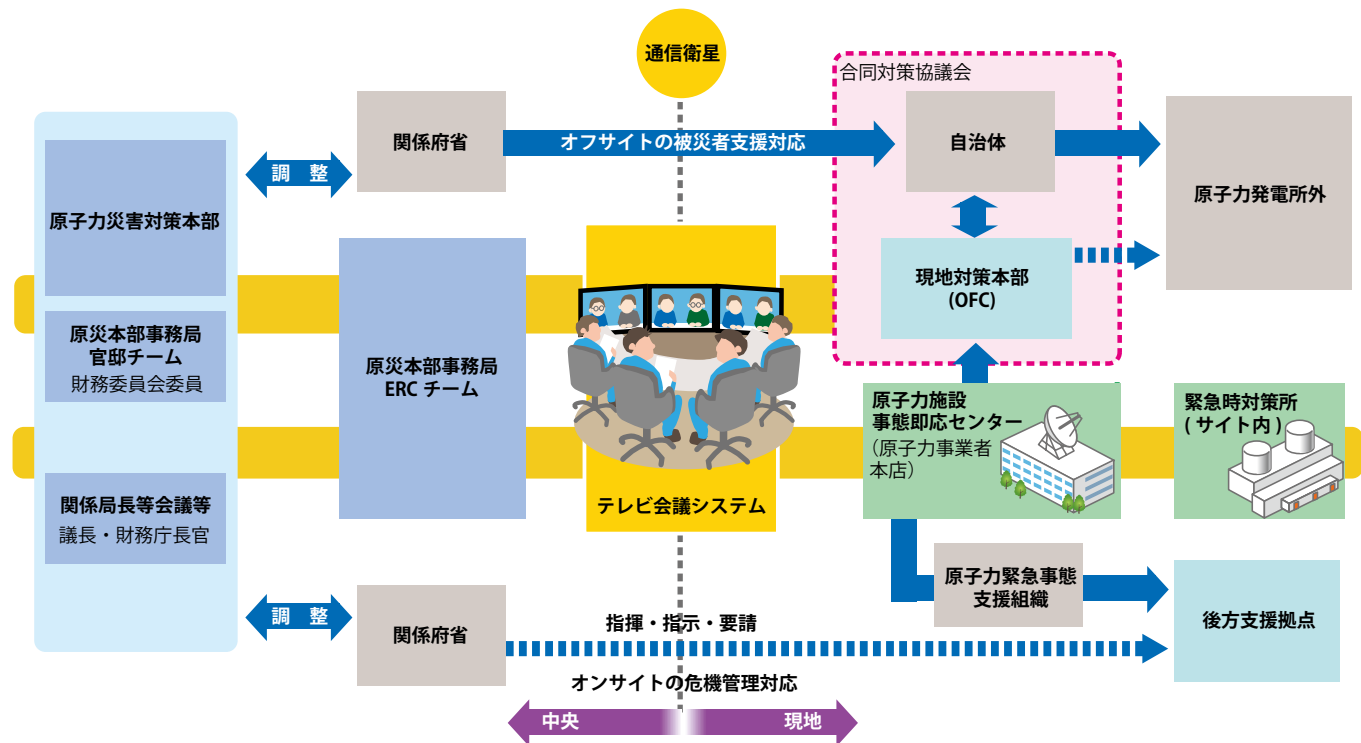 通信衛星
合同対策協議会
関係府省
オフサイトの被災者支援対応
自治体
調　整
原子力発電所外
原子力災害対策本部
現地対策本部
(OFC)
原災本部事務局
官邸チーム
財務委員会委員
原災本部事務局
ERC チーム
原子力施設
事態即応センター
（原子力事業者
本店）
緊急時対策所
( サイト内 )
関係局長等会議等
議長・財務庁長官
テレビ会議システム
原子力緊急事態
支援組織
後方支援拠点
調　整
関係府省
指揮・指示・要請
オンサイトの危機管理対応
中央
現地